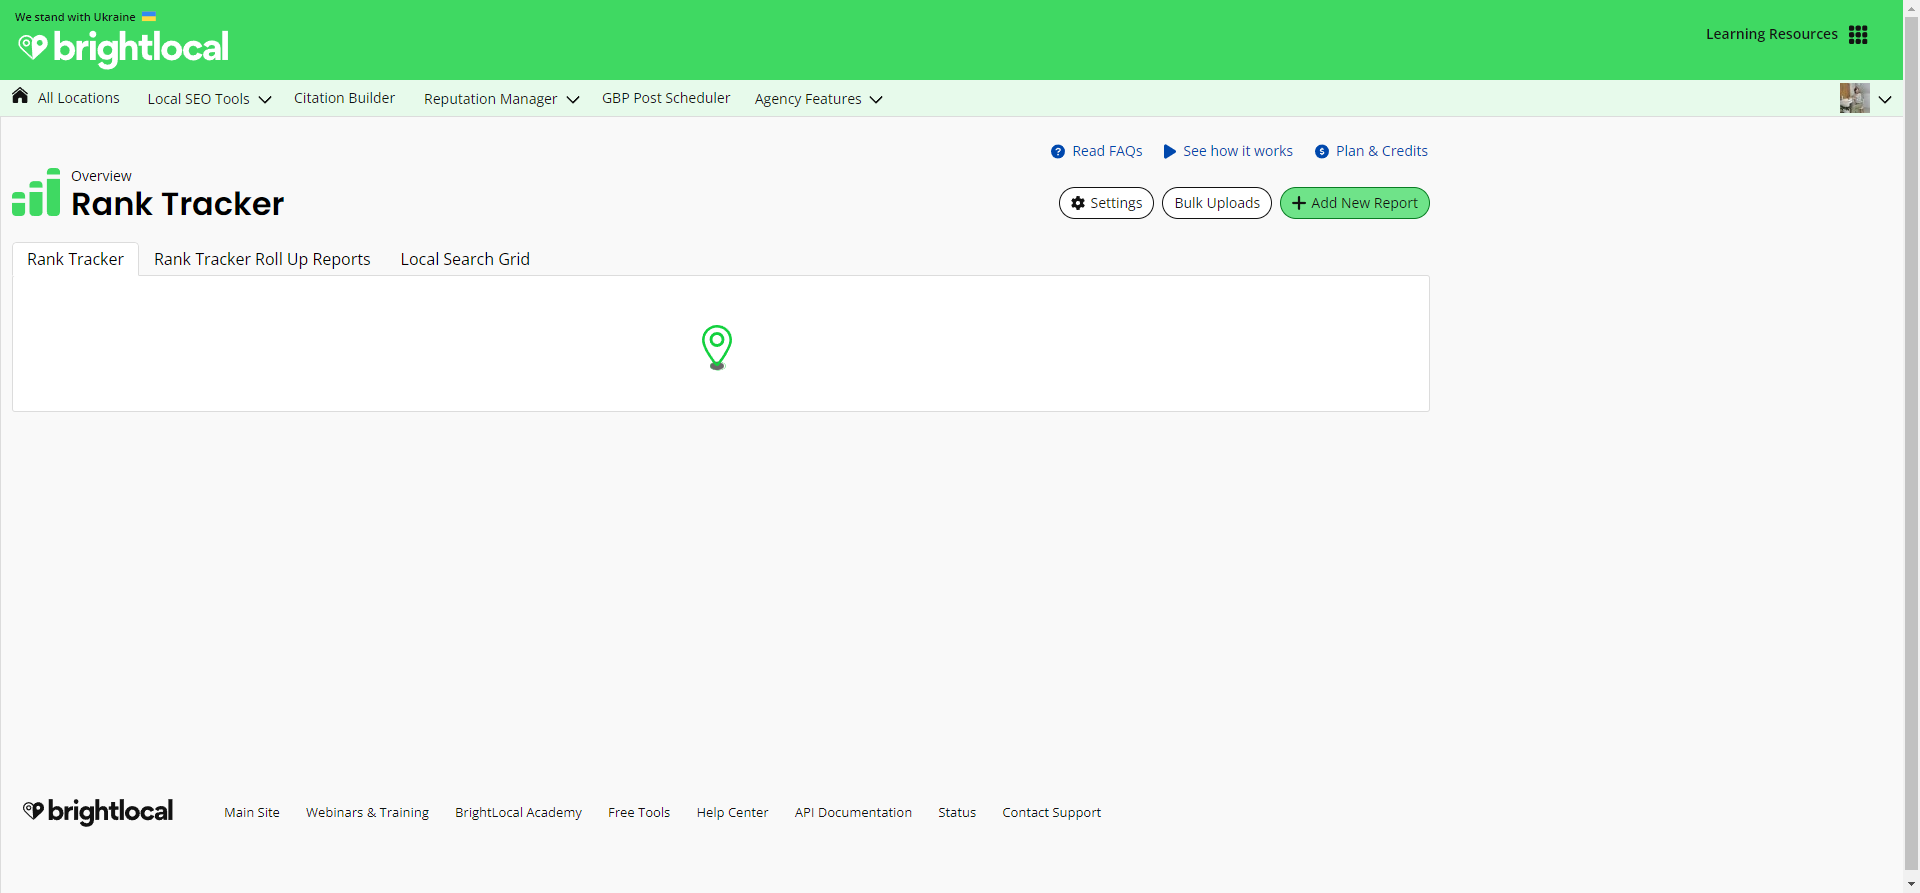 We stand with Ukraine
brightlocal
Learning Resources
All Locations
Local SEO Tools
Citation Builder
Reputation Manager
GBP Post Scheduler
Agency Features
Read FAQs
See how it works
Plan & Credits
Overview
Rank Tracker
Settings
Bulk Uploads
Add New Report
Rank Tracker
Rank Tracker Roll Up Reports
Local Search Grid
brightlocal
Main Site
Webinars & Training
BrightLocal Academy
Free Tools
Help Center
API Documentation
Status
Contact Support